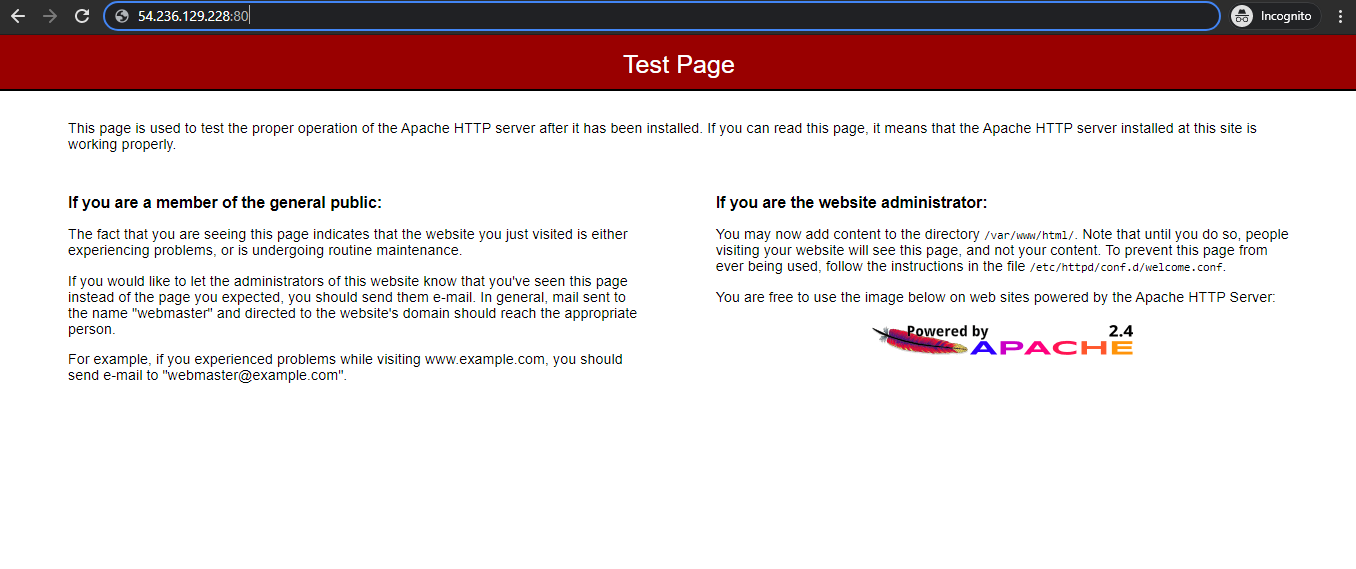 54.236.129.228:80
Incognito
Test Page
This page is used to test the proper operation of the Apache HTTP server after it has been installed. If you can read this page, it means that the Apache HTTP server installed at this site is
working properly.
If you are a member of the general public:
The fact that you are seeing this page indicates that the website you just visited is either
experiencing problems, or is undergoing routine maintenance.
If you would like to let the administrators of this website know that you've seen this page
instead of the page you expected, you should send them e-mail. In general, mail sent to
the name "webmaster" and directed to the website's domain should reach the appropriate
person.
For example, if you experienced problems while visiting www.example.com, you should
send e-mail to "webmaster@example.com".
If you are the website administrator:
You may now add content to the directory /var/www/html/. Note that until you do so, people
visiting your website will see this page, and not your content. To prevent this page from
ever being used, follow the instructions in the file /etc/httpd/conf.d/welcome.conf.
You are free to use the image below on web sites powered by the Apache HTTP Server:
Powered by 2.4
APACHE